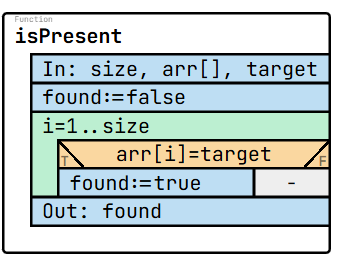 Function
isPresent
In: size, arr[], target
found:=false
i=1..size
arr[i]=target
T
F
found:=true
-
Out: found